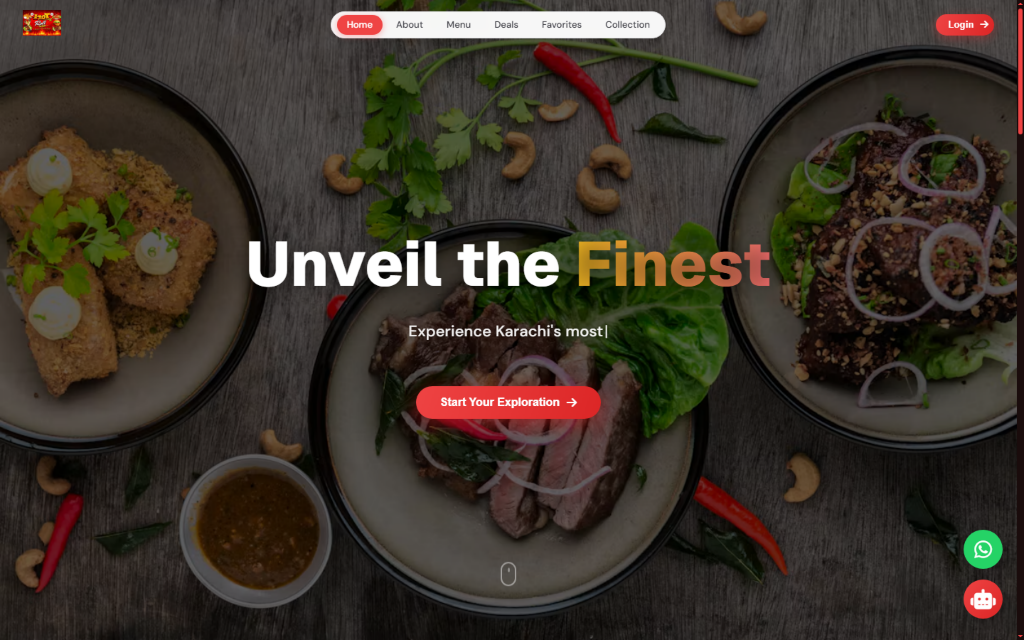 Home
About
Menu
Deals
Favorites
Collection
Login
Unveil the Finest
Experience Karachi's most|
Start Your Exploration